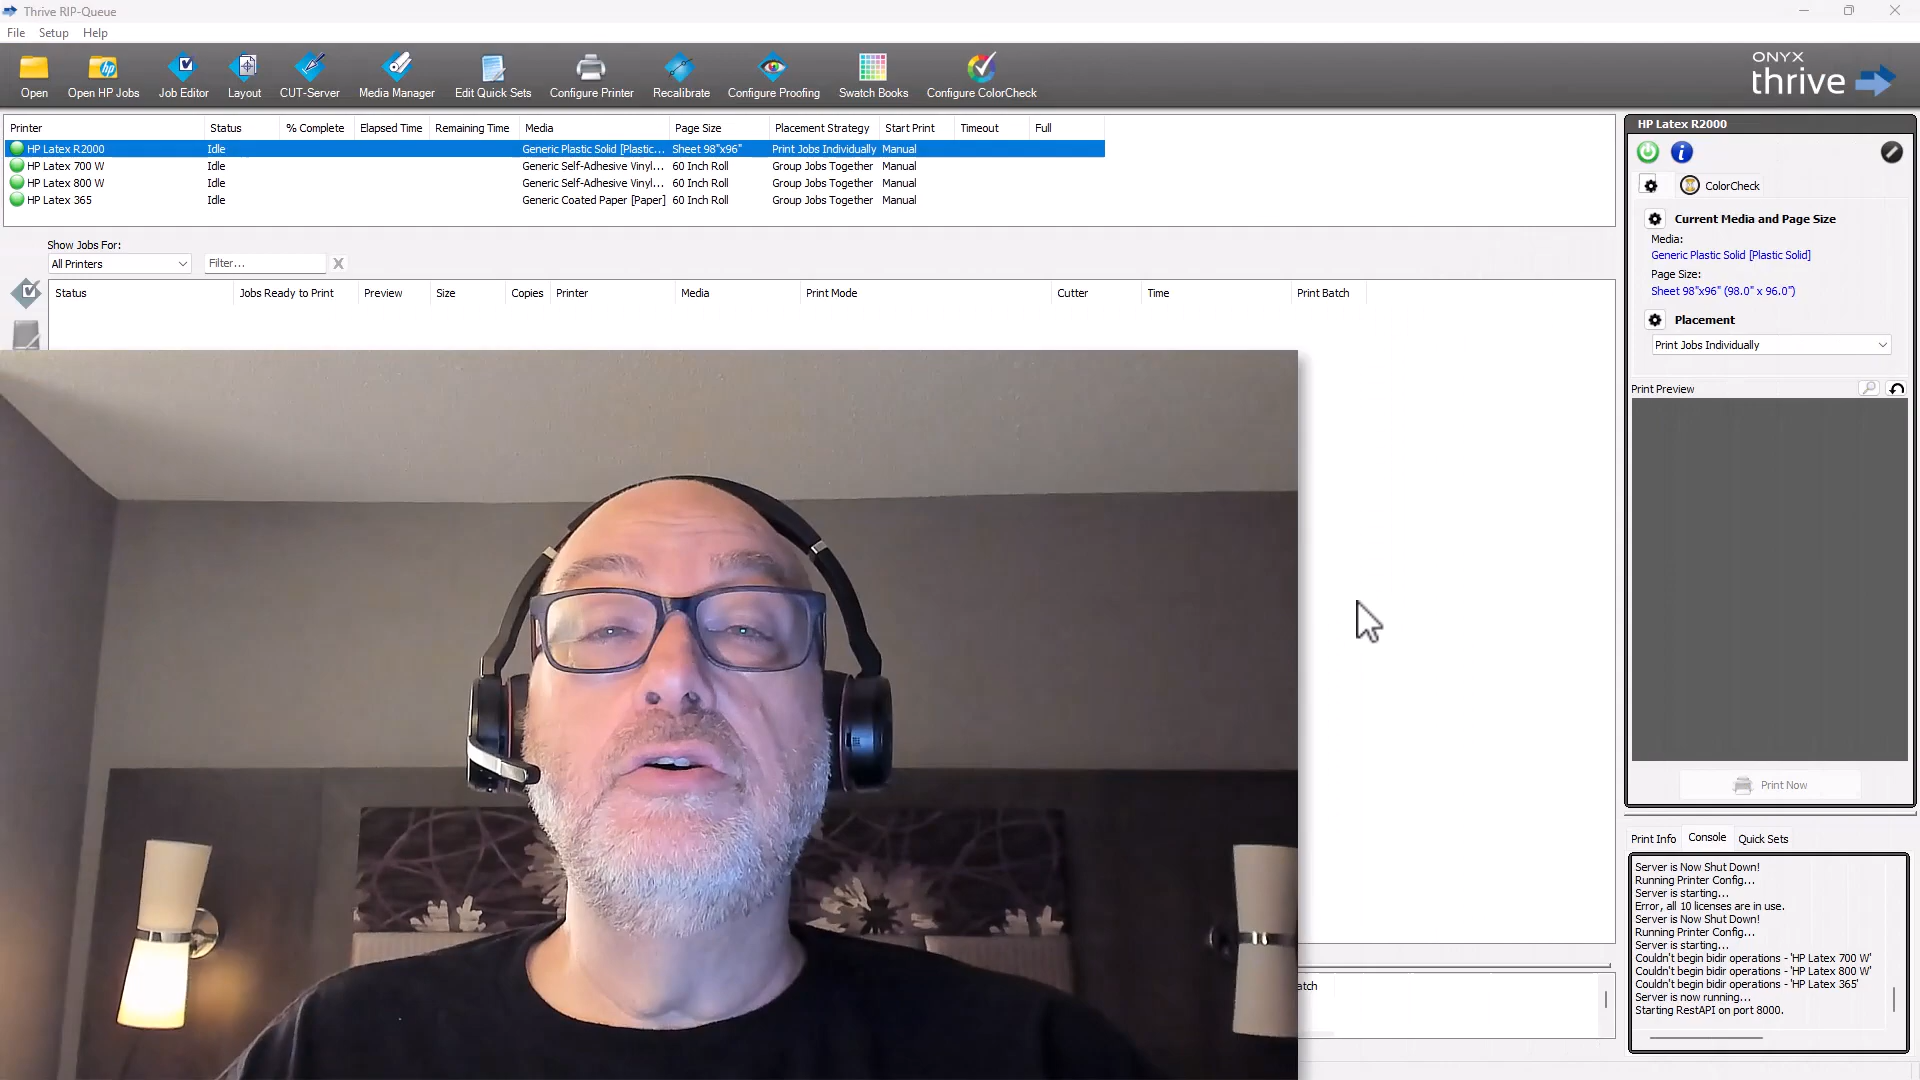 Thrive RIP-Queue
File Setup Help
Open Open HP Jobs Job Editor Layout CUT-Server Media Manager Edit Quick Sets Configure Printer Recalibrate Configure Proofing Swatch Books Configure ColorCheck
ONYX
thrive
Printer Status % Complete Elapsed Time Remaining Time Media Page Size Placement Strategy Start Print Timeout Full
HP Latex R2000 Idle Generic Plastic Solid [Plastic... Sheet 98"x96" Print Jobs Individually Manual
HP Latex 700 W Idle Generic Self-Adhesive Vinyl... 60 Inch Roll Group Jobs Together Manual
HP Latex 800 W Idle Generic Self-Adhesive Vinyl... 60 Inch Roll Group Jobs Together Manual
HP Latex 365 Idle Generic Coated Paper [Paper] 60 Inch Roll Group Jobs Together Manual
Show Jobs For:
All Printers Filter... X
Status Jobs Ready to Print Preview Size Copies Printer Media Print Mode Cutter Time Print Batch
atch
HP Latex R2000
ColorCheck
Current Media and Page Size
Media:
Generic Plastic Solid [Plastic Solid]
Page Size:
Sheet 98"x96" (98.0" x 96.0")
Placement
Print Jobs Individually
Print Preview
Print Now
Print Info Console Quick Sets
Server is Now Shut Down!
Running Printer Config...
Server is starting...
Error, all 10 licenses are in use.
Server is Now Shut Down!
Running Printer Config...
Server is starting...
Couldn't begin bidir operations - 'HP Latex 700 W'
Couldn't begin bidir operations - 'HP Latex 800 W'
Couldn't begin bidir operations - 'HP Latex 365'
Server is now running...
Starting RestAPI on port 8000.